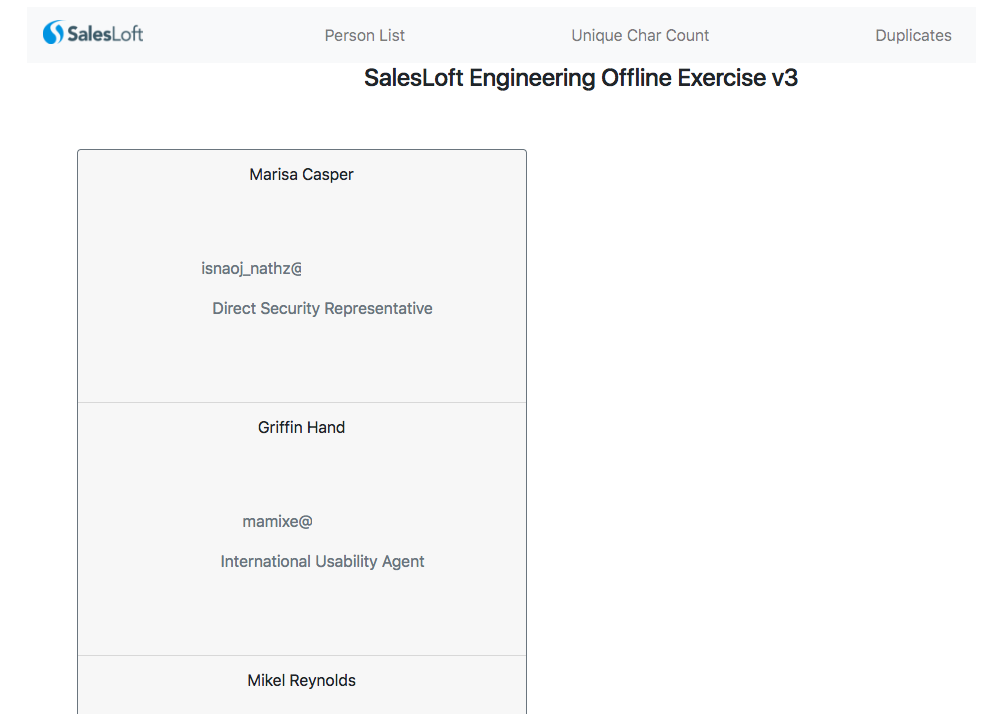 SalesLoft Person List Unique Char Count Duplicates
SalesLoft Engineering Offline Exercise v3
Marisa Casper
isnaoj_nathz@
Direct Security Representative
Griffin Hand
mamixe@
International Usability Agent
Mikel Reynolds